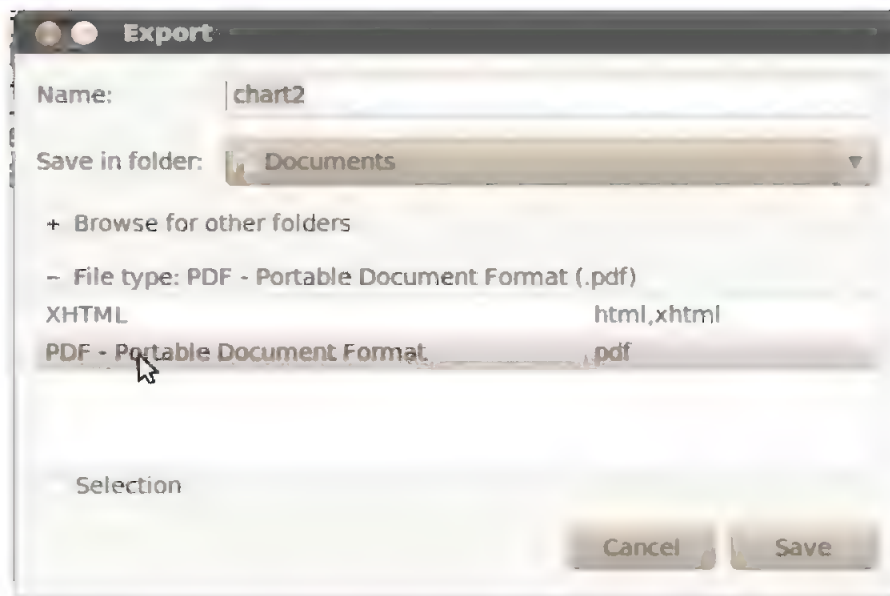 Export
Name: chart2
Save in folder: Documents
+ Browse for other folders
– File type: PDF - Portable Document Format (.pdf)
XHTML html,xhtml
PDF - Portable Document Format pdf
Selection
Cancel Save